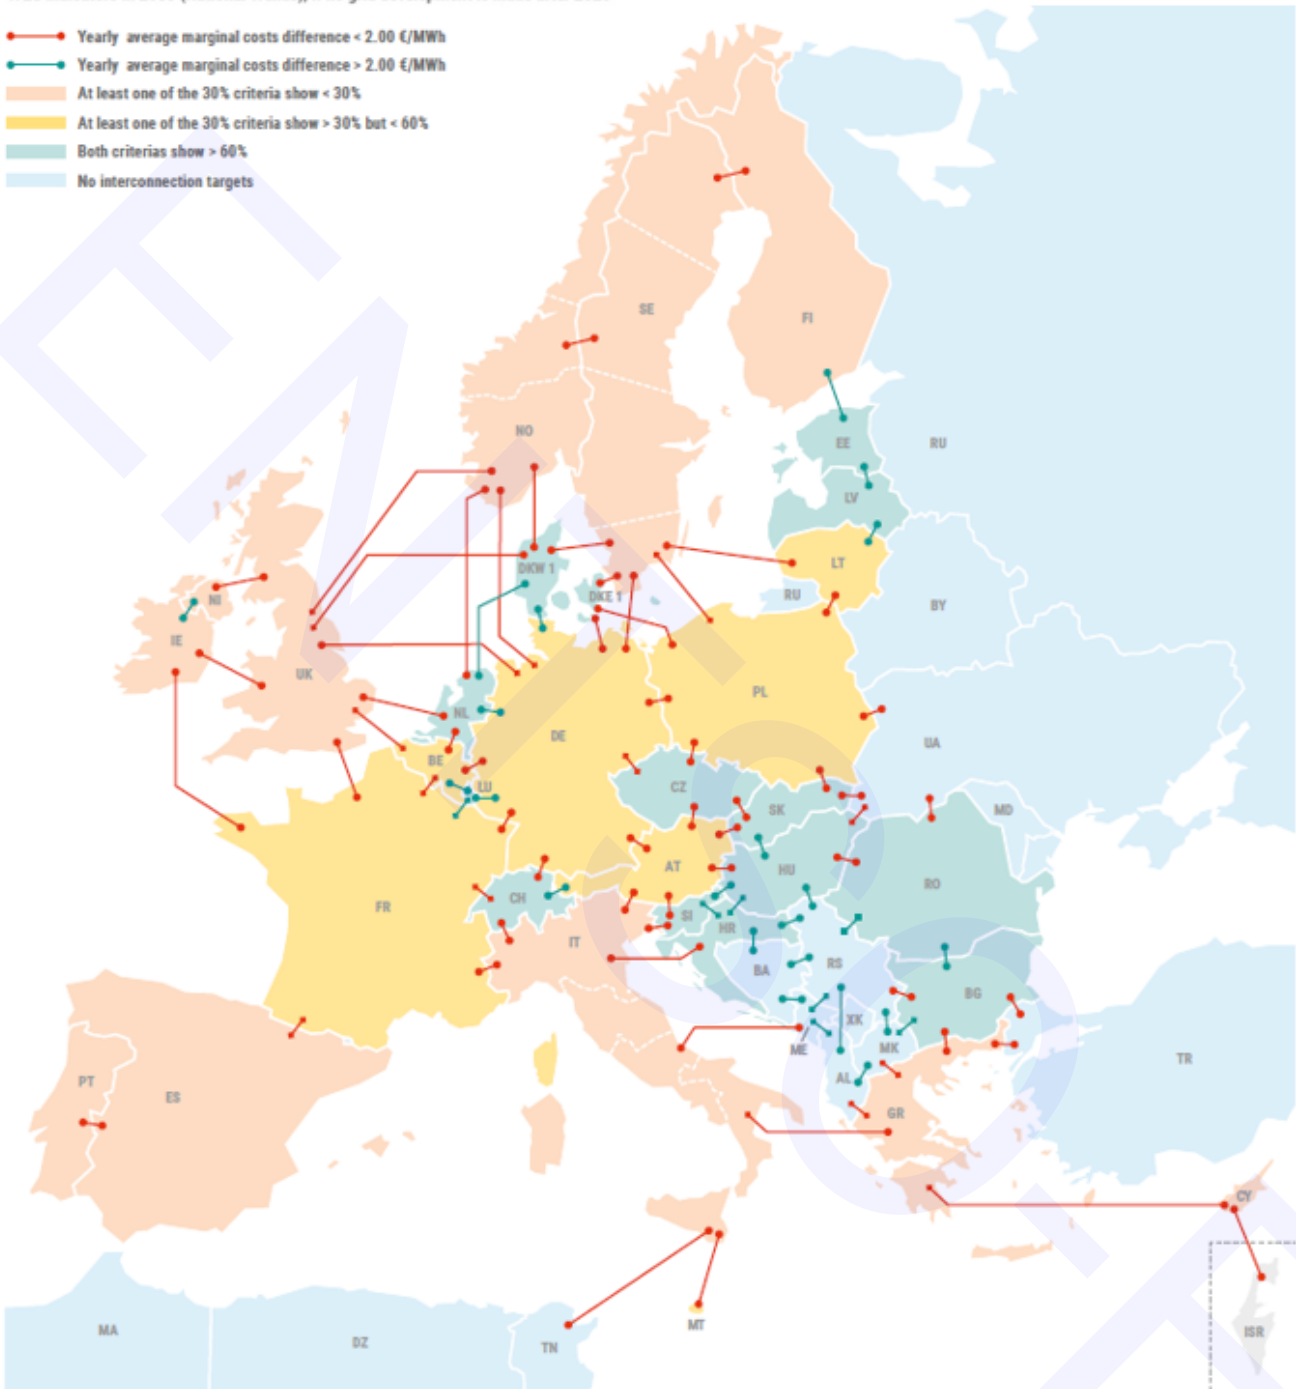 Yearly average marginal costs difference < 2.00 €/MWh
Yearly average marginal costs difference > 2.00 €/MWh
At least one of the 30% criteria show < 30%
At least one of the 30% criteria show > 30% but < 60%
Both criterias show > 60%
No interconnection targets
SE
FI
NO
EE
RU
LV
DKW 1
LT
DKE 1
RU
NI
BY
IE
UK
PL
NL
DE
UA
BE
LU
CZ
SK
MD
AT
HU
RO
CH
FR
SI
HR
IT
BA
RS
BG
XK
ME
MK
TR
AL
PT
ES
GR
CY
MT
MA
DZ
TN
ISR